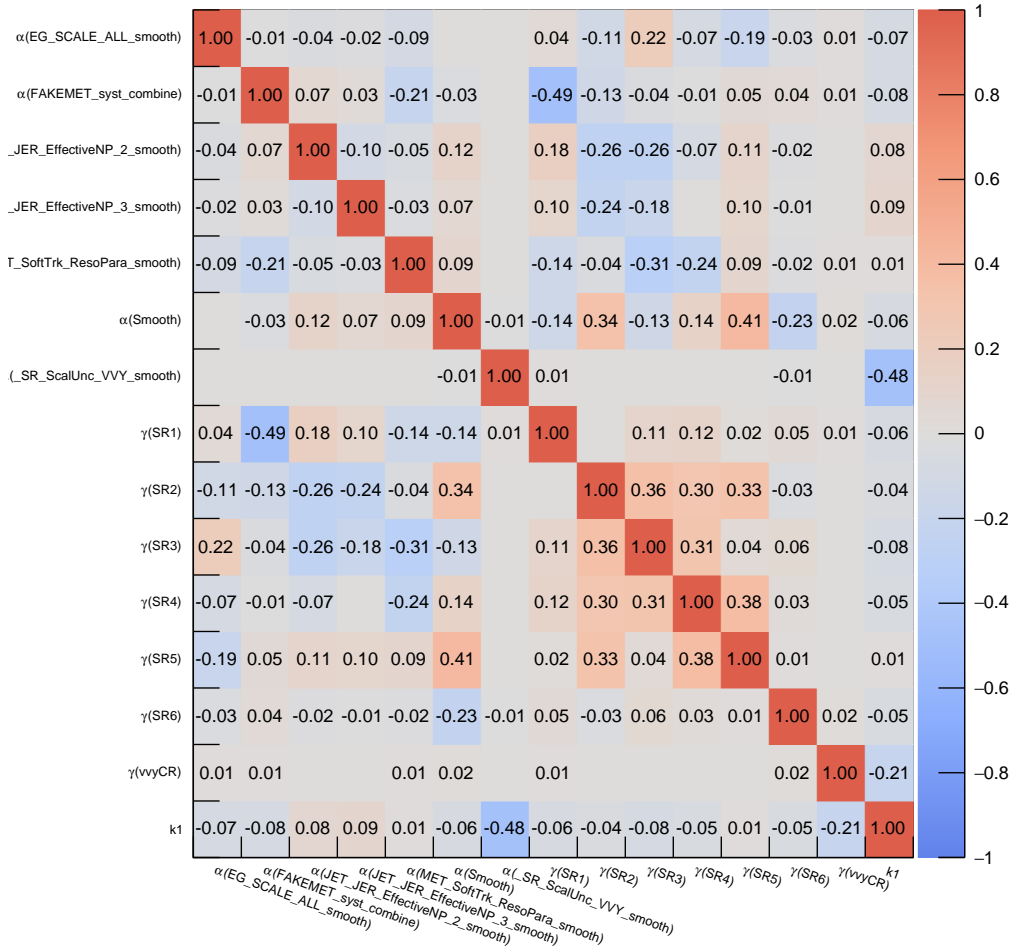 α(EG_SCALE_ALL_smooth) 1.00 -0.01 -0.04 -0.02 -0.09 0.04 -0.11 0.22 -0.07 -0.19 -0.03 0.01 -0.07
α(FAKEMET_syst_combine) -0.01 1.00 0.07 0.03 -0.21 -0.03 -0.49 -0.13 -0.04 -0.01 0.05 0.04 0.01 -0.08
_JER_EffectiveNP_2_smooth) -0.04 0.07 1.00 -0.10 -0.05 0.12 0.18 -0.26 -0.26 -0.07 0.11 -0.02 0.08
_JER_EffectiveNP_3_smooth) -0.02 0.03 -0.10 1.00 -0.03 0.07 0.10 -0.24 -0.18 0.10 -0.01 0.09
T_SoftTrk_ResoPara_smooth) -0.09 -0.21 -0.05 -0.03 1.00 0.09 -0.14 -0.04 -0.31 -0.24 0.09 -0.02 0.01 0.01
α(Smooth) -0.03 0.12 0.07 0.09 1.00 -0.01 -0.14 0.34 -0.13 0.14 0.41 -0.23 0.02 -0.06
(_SR_ScalUnc_VVY_smooth) -0.01 1.00 0.01 -0.01 -0.48
γ(SR1) 0.04 -0.49 0.18 0.10 -0.14 -0.14 0.01 1.00 0.11 0.12 0.02 0.05 0.01 -0.06
γ(SR2) -0.11 -0.13 -0.26 -0.24 -0.04 0.34 1.00 0.36 0.30 0.33 -0.03 -0.04
γ(SR3) 0.22 -0.04 -0.26 -0.18 -0.31 -0.13 0.11 0.36 1.00 0.31 0.04 0.06 -0.08
γ(SR4) -0.07 -0.01 -0.07 -0.24 0.14 0.12 0.30 0.31 1.00 0.38 0.03 -0.05
γ(SR5) -0.19 0.05 0.11 0.10 0.09 0.41 0.02 0.33 0.04 0.38 1.00 0.01 0.01
γ(SR6) -0.03 0.04 -0.02 -0.01 -0.02 -0.23 -0.01 0.05 -0.03 0.06 0.03 0.01 1.00 0.02 -0.05
γ(vvyCR) 0.01 0.01 0.01 0.02 0.01 0.02 1.00 -0.21
k1 -0.07 -0.08 0.08 0.09 0.01 -0.06 -0.48 -0.06 -0.04 -0.08 -0.05 0.01 -0.05 -0.21 1.00
α(EG_SCALE_ALL_smooth)
α(FAKEMET_syst_combine)
α(JET_JER_EffectiveNP_2_smooth)
α(JET_JER_EffectiveNP_3_smooth)
α(MET_SoftTrk_ResoPara_smooth)
α(Smooth)
α(_SR_ScalUnc_VVY_smooth)
γ(SR1)
γ(SR2)
γ(SR3)
γ(SR4)
γ(SR5)
γ(SR6)
γ(vvyCR)
k1
1
0.8
0.6
0.4
0.2
0
−0.2
−0.4
−0.6
−0.8
−1